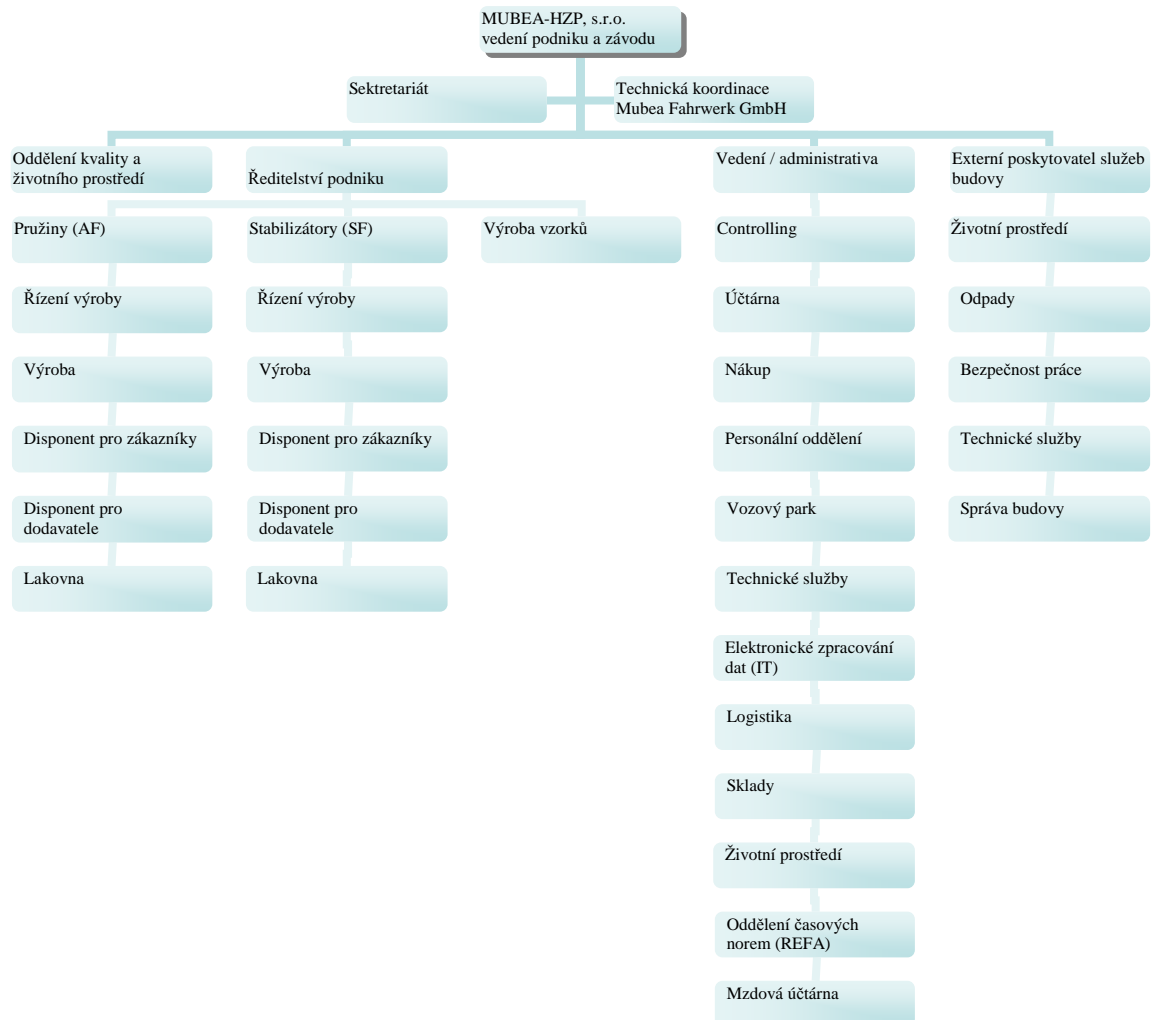 MUBEA-HZP, s.r.o.
vedení podniku a závodu
Sektretariát
Technická koordinace
Mubea Fahrwerk GmbH
Oddělení kvality a
životního prostředí
Ředitelství podniku
Vedení / administrativa
Externí poskytovatel služeb
budovy
Pružiny (AF)
Stabilizátory (SF)
Výroba vzorků
Controlling
Životní prostředí
Řízení výroby
Řízení výroby
Účtárna
Odpady
Výroba
Výroba
Nákup
Bezpečnost práce
Disponent pro zákazníky
Disponent pro zákazníky
Personální oddělení
Technické služby
Disponent pro
dodavatele
Disponent pro
dodavatele
Vozový park
Správa budovy
Lakovna
Lakovna
Technické služby
Elektronické zpracování
dat (IT)
Logistika
Sklady
Životní prostředí
Oddělení časových
norem (REFA)
Mzdová účtárna